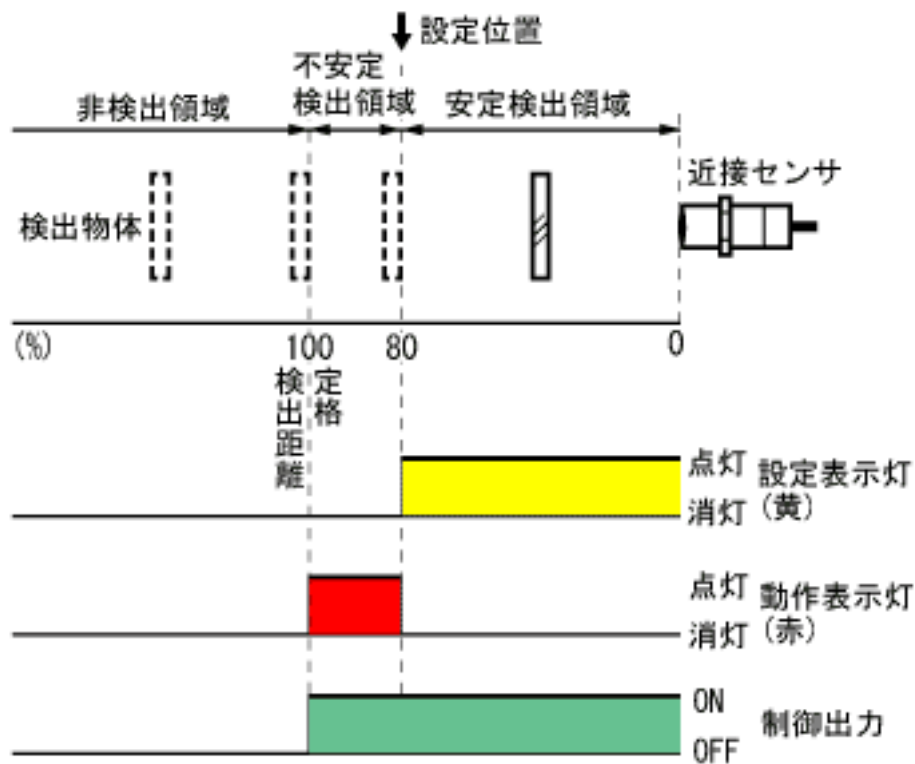 設定位置
不安定
非検出領域 検出領域 安定検出領域
近接センサ
検出物体
(%) 100 80 0
検出距離
定格
点灯 設定表示灯
消灯 (黄)
点灯 動作表示灯
消灯 (赤)
ON 制御出力
OFF